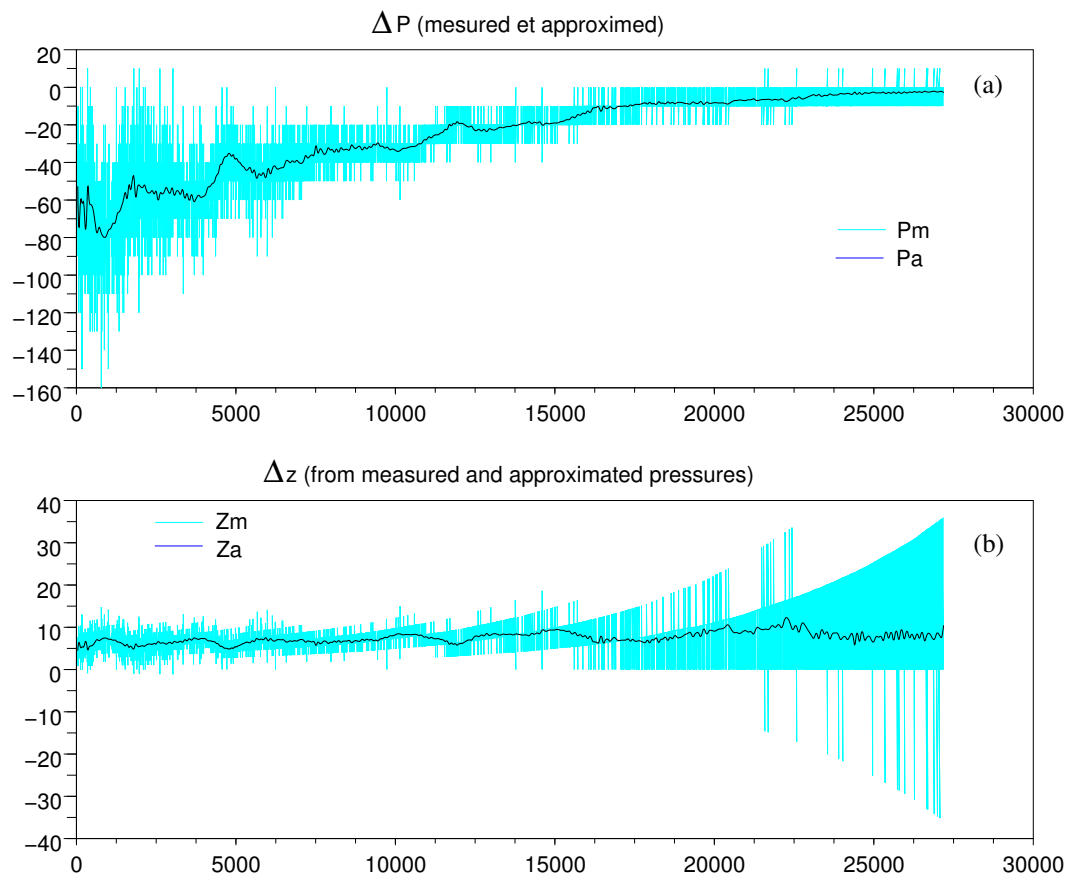 Δ P (mesured et approximed)
20
0
−20
−40
−60
−80
−100
−120
−140
−160
0 5000 10000 15000 20000 25000 30000
(a)
Pm
Pa
Δ z (from measured and approximated pressures)
40
30
20
10
0
−10
−20
−30
−40
0 5000 10000 15000 20000 25000 30000
Zm
Za
(b)